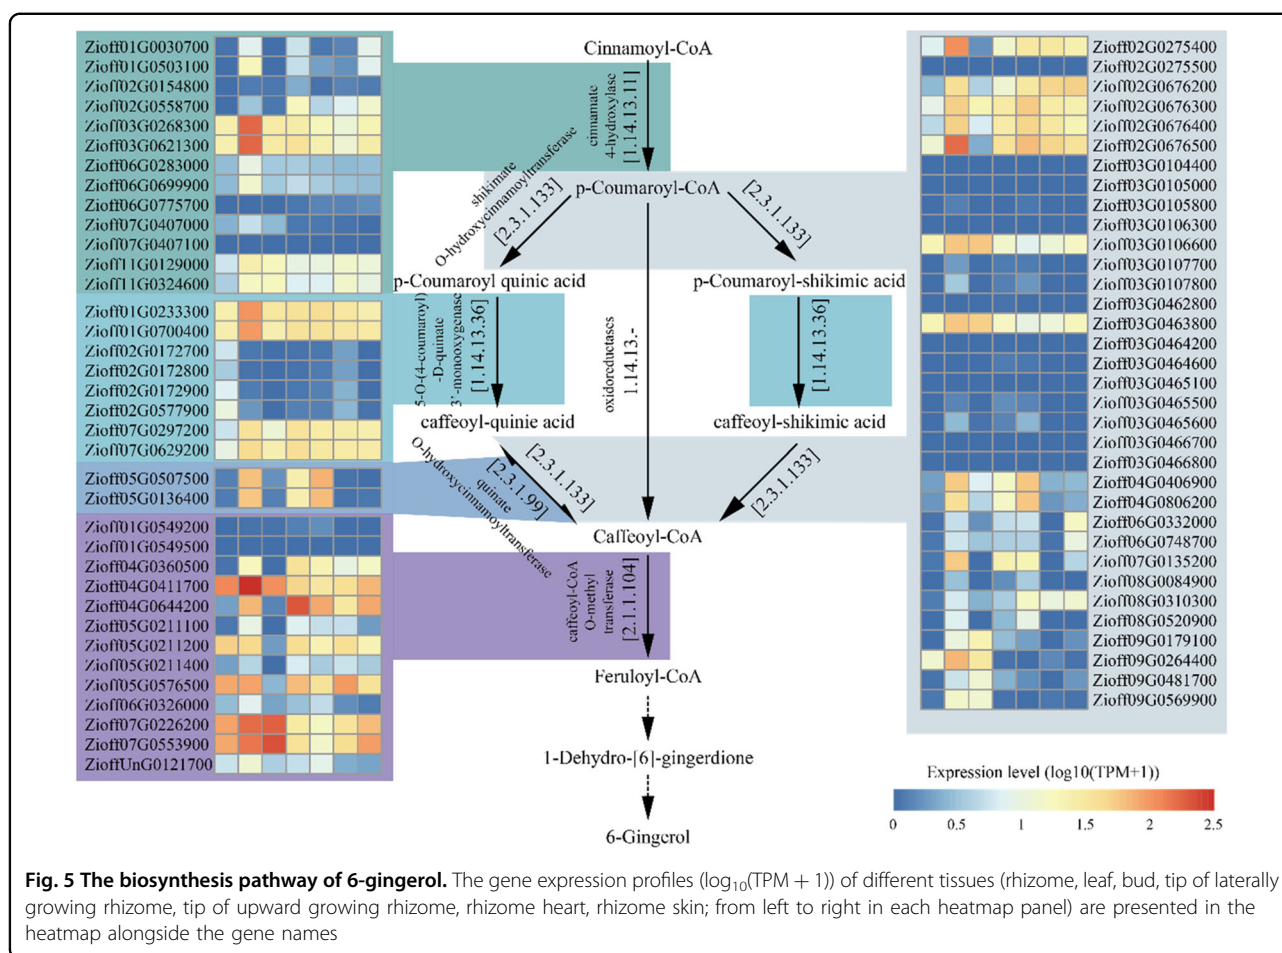 Zioff01G0030700
Zioff01G0503100
Zioff02G0154800
Zioff02G0558700
Zioff03G0268300
Zioff03G0621300
Zioff06G0283000
Zioff06G0699900
Zioff06G0775700
Zioff07G0407000
Zioff07G0407100
Zioff11G0129000
Zioff11G0324600
Zioff01G0233300
Zioff01G0700400
Zioff02G0172700
Zioff02G0172800
Zioff02G0172900
Zioff02G0577900
Zioff07G0297200
Zioff07G0629200
Zioff05G0507500
Zioff05G0136400
Zioff01G0549200
Zioff01G0549500
Zioff04G0360500
Zioff04G0411700
Zioff04G0644200
Zioff05G0211100
Zioff05G0211200
Zioff05G0211400
Zioff05G0576500
Zioff06G0326000
Zioff07G0226200
Zioff07G0553900
ZioffUnG0121700
Cinnamoyl-CoA
cinnamate
4-hydroxylase
[1.14.13.11]
p-Coumaroyl-CoA
shikimate
O-hydroxycinnamoyltransferase
[2.3.1.133]
[2.3.1.133]
p-Coumaroyl quinic acid
p-Coumaroyl-shikimic acid
5-O-(4-coumaroyl)
-D-quinate
3'-monooxygenase
[1.14.13.36]
oxidoreductases
1.14.13.-
[1.14.13.36]
caffeoyl-quinie acid
caffeoyl-shikimic acid
[2.3.1.133]
[2.3.1.99]
quinate
O-hydroxycinnamoyltransferase
[2.3.1.133]
Caffeoyl-CoA
caffeoyl-CoA
O-methyl
transferase
[2.1.1.104]
Feruloyl-CoA
1-Dehydro-[6]-gingerdione
6-Gingerol
Zioff02G0275400
Zioff02G0275500
Zioff02G0676200
Zioff02G0676300
Zioff02G0676400
Zioff02G0676500
Zioff03G0104400
Zioff03G0105000
Zioff03G0105800
Zioff03G0106300
Zioff03G0106600
Zioff03G0107700
Zioff03G0107800
Zioff03G0462800
Zioff03G0463800
Zioff03G0464200
Zioff03G0464600
Zioff03G0465100
Zioff03G0465500
Zioff03G0465600
Zioff03G0466700
Zioff03G0466800
Zioff04G0406900
Zioff04G0806200
Zioff06G0332000
Zioff06G0748700
Zioff07G0135200
Zioff08G0084900
Zioff08G0310300
Zioff08G0520900
Zioff09G0179100
Zioff09G0264400
Zioff09G0481700
Zioff09G0569900
Expression level (log10(TPM+1))
0 0.5 1 1.5 2 2.5
Fig. 5 The biosynthesis pathway of 6-gingerol. The gene expression profiles (log10(TPM + 1)) of different tissues (rhizome, leaf, bud, tip of laterally
growing rhizome, tip of upward growing rhizome, rhizome heart, rhizome skin; from left to right in each heatmap panel) are presented in the
heatmap alongside the gene names